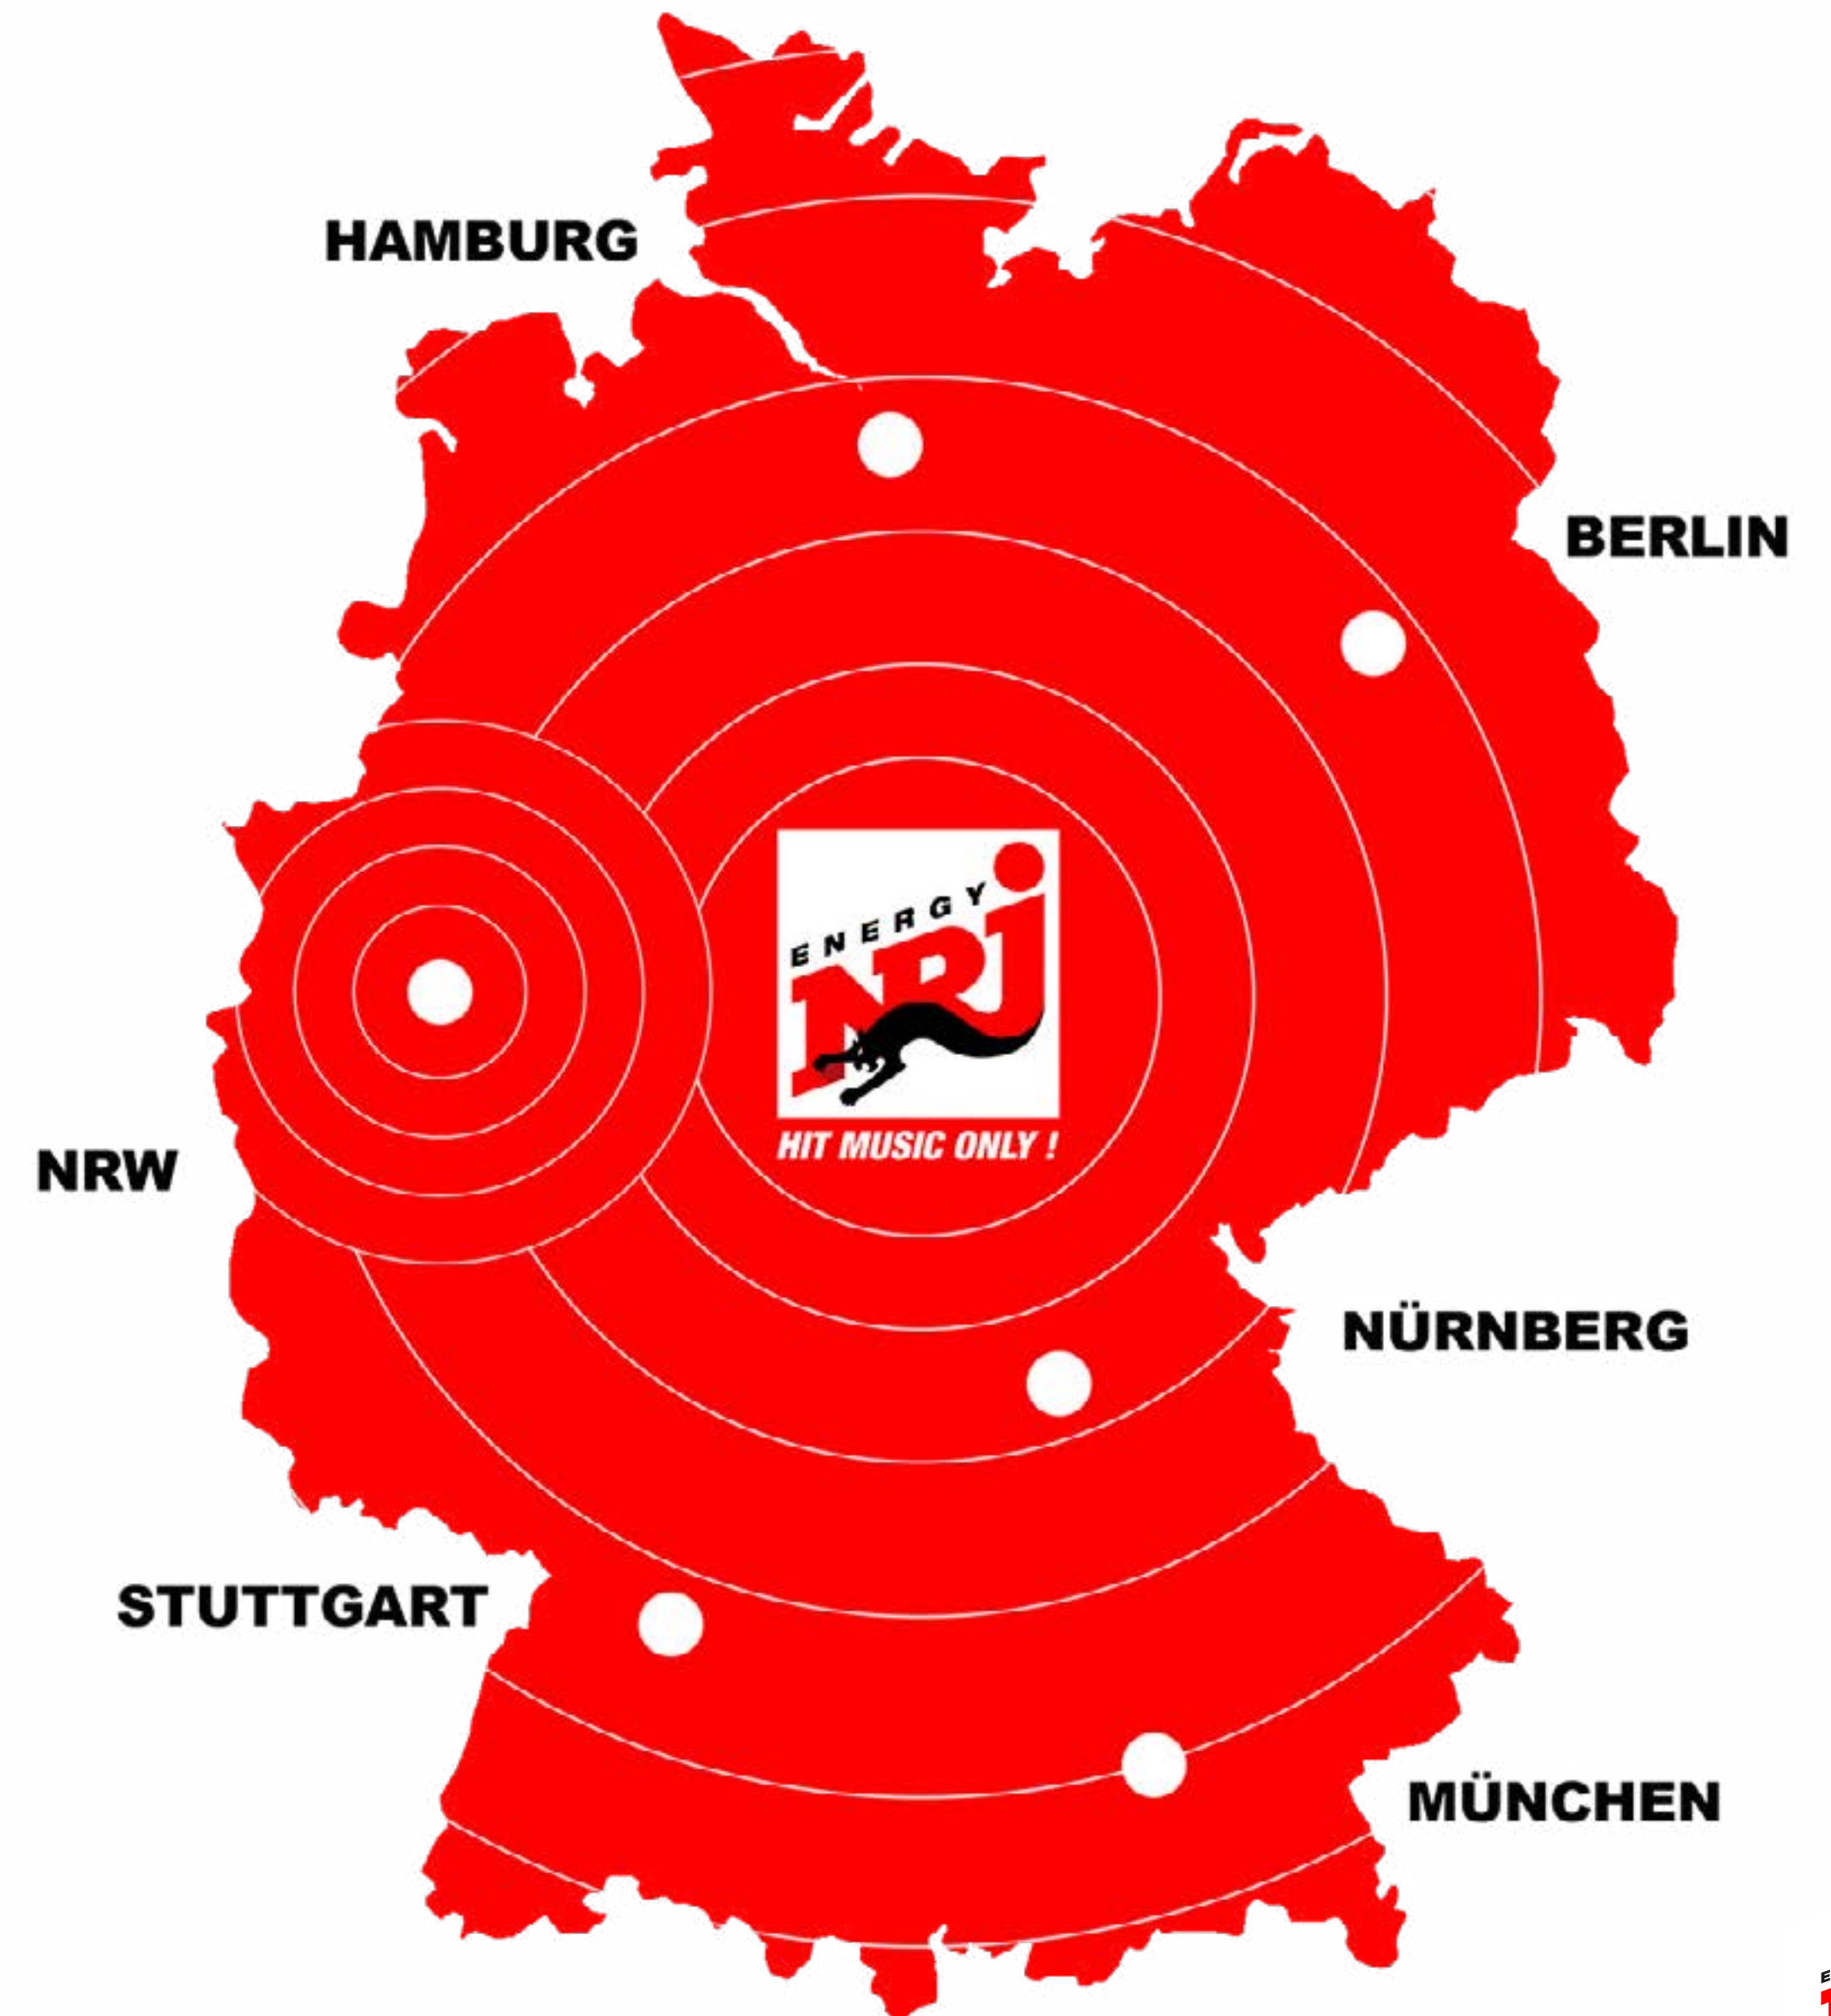 HAMBURG
BERLIN
ENERGY
NRJ
HIT MUSIC ONLY !
NRW
NÜRNBERG
STUTTGART
MÜNCHEN